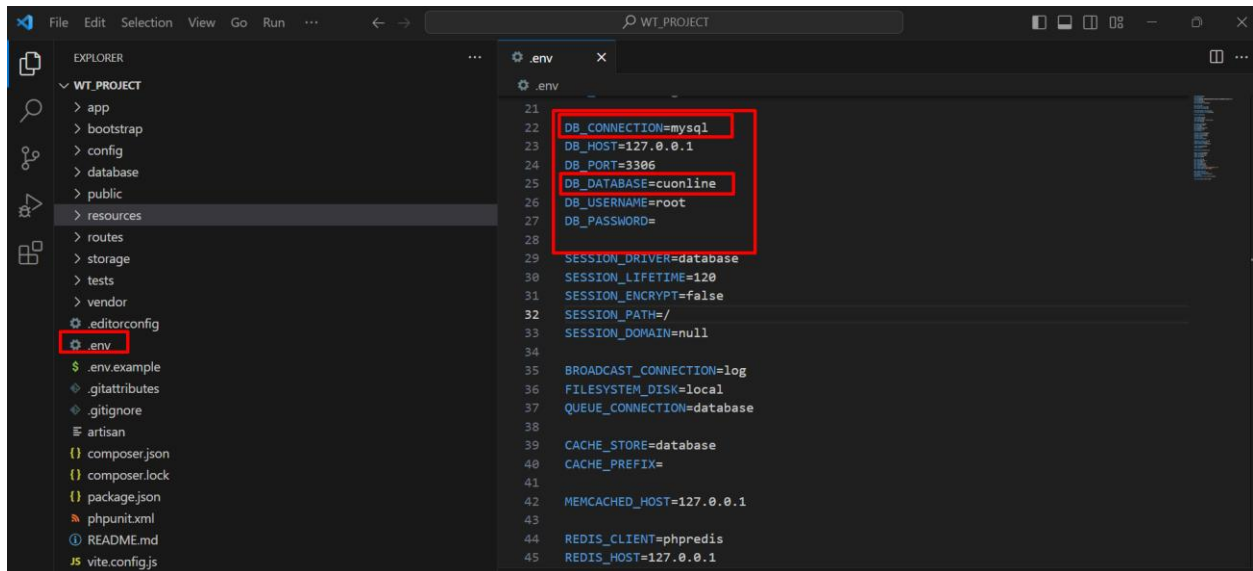 File Edit Selection View Go Run ... WT_PROJECT
EXPLORER
WT_PROJECT
app
bootstrap
config
database
public
resources
routes
storage
tests
vendor
.editorconfig
.env
.env.example
.gitattributes
.gitignore
artisan
composer.json
composer.lock
package.json
phpunit.xml
README.md
vite.config.js
.env
.env
21
22 DB_CONNECTION=mysql
23 DB_HOST=127.0.0.1
24 DB_PORT=3306
25 DB_DATABASE=cuonline
26 DB_USERNAME=root
27 DB_PASSWORD=
28
29 SESSION_DRIVER=database
30 SESSION_LIFETIME=120
31 SESSION_ENCRYPT=false
32 SESSION_PATH=/
33 SESSION_DOMAIN=null
34
35 BROADCAST_CONNECTION=log
36 FILESYSTEM_DISK=local
37 QUEUE_CONNECTION=database
38
39 CACHE_STORE=database
40 CACHE_PREFIX=
41
42 MEMCACHED_HOST=127.0.0.1
43
44 REDIS_CLIENT=phpredis
45 REDIS_HOST=127.0.0.1